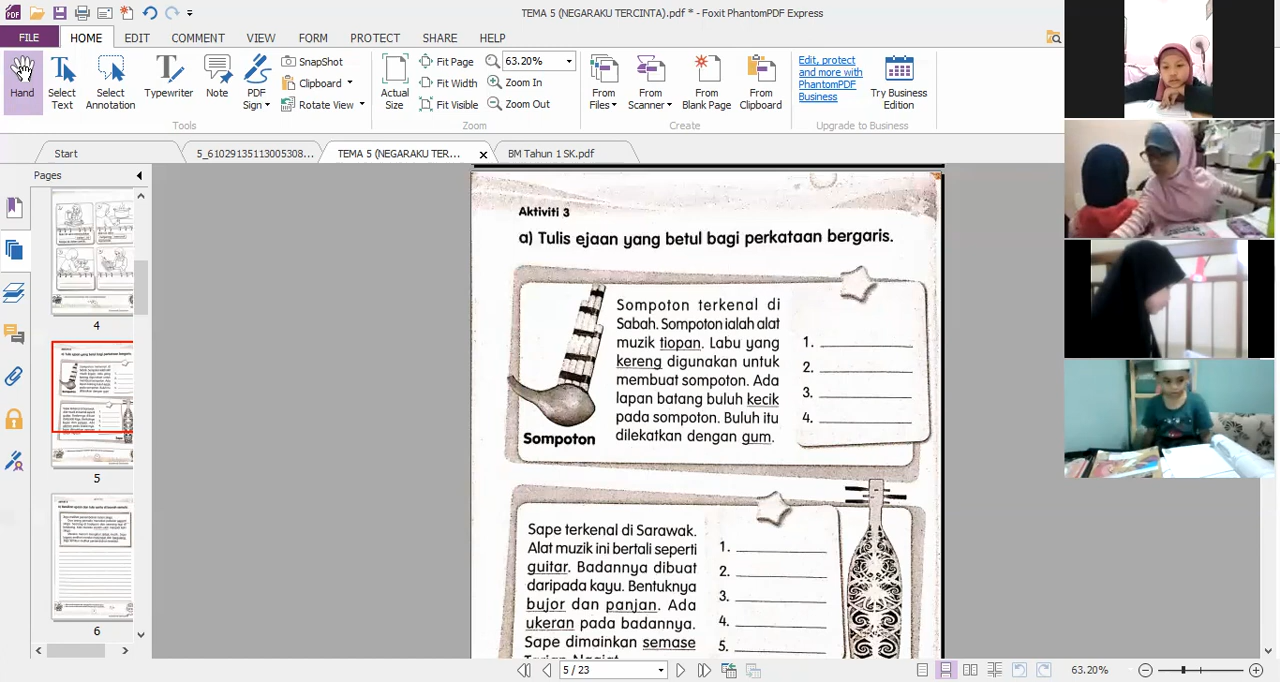 TEMA 5 (NEGARAKU TERCINTA).pdf * - Foxit PhantomPDF Express
FILE HOME EDIT COMMENT VIEW FORM PROTECT SHARE HELP
Hand
Select Text
Select Annotation
Typewriter
Note
PDF Sign
SnapShot
Clipboard
Rotate View
Tools
Actual Size
Fit Page
Fit Width
Fit Visible
63.20%
Zoom In
Zoom Out
Zoom
From Files
From Scanner
From Blank Page
From Clipboard
Create
Edit, protect
and more with
PhantomPDF
Business
Try Business Edition
Upgrade to Business
Start
5_61029135113005308...
TEMA 5 (NEGARAKU TER...
BM Tahun 1 SK.pdf
Pages
4
5
6
Aktiviti 3
a) Tulis ejaan yang betul bagi perkataan bergaris.
Sompoton terkenal di
Sabah. Sompoton ialah alat
muzik tiopan. Labu yang
kereng digunakan untuk
membuat sompoton. Ada
lapan batang buluh kecik
pada sompoton. Buluh itu
dilekatkan dengan gum.
Sompoton
1.
2.
3.
4.
Sape terkenal di Sarawak.
Alat muzik ini bertali seperti
guitar. Badannya dibuat
daripada kayu. Bentuknya
bujor dan panjan. Ada
ukeran pada badannya.
Sape dimainkan semase
1.
2.
3.
4.
5.
5 / 23
63.20%